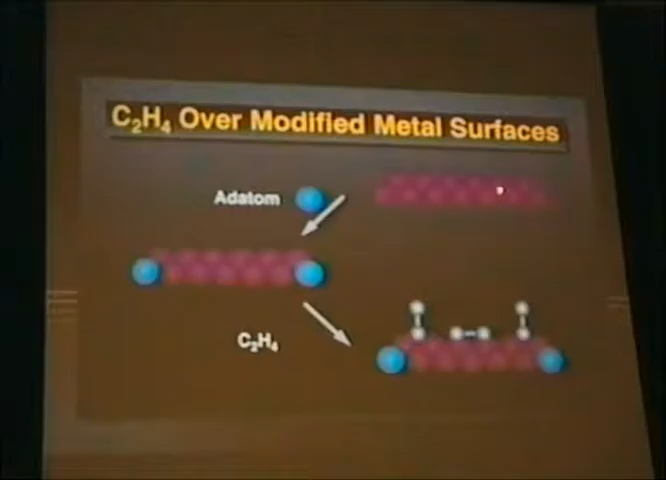 C₂H₄ Over Modified Metal Surfaces
Adatom
C₂H₄